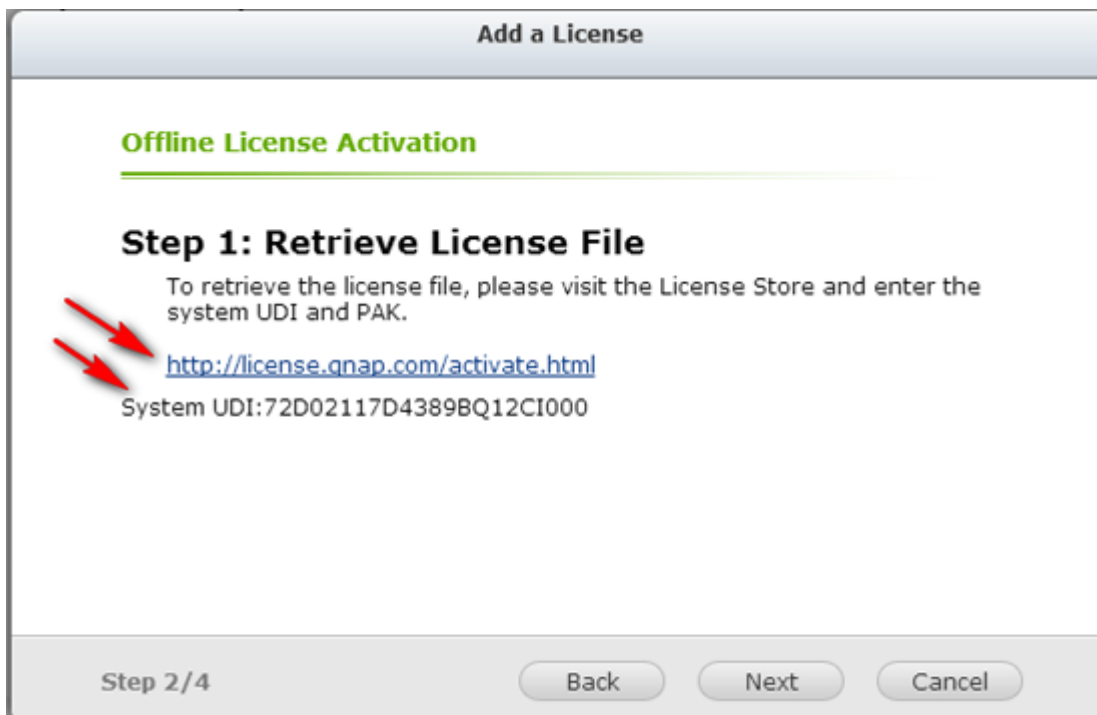 Add a License
Offline License Activation
Step 1: Retrieve License File
To retrieve the license file, please visit the License Store and enter the
system UDI and PAK.
http://license.qnap.com/activate.html
System UDI:72D02117D4389BQ12CI000
Step 2/4
Back
Next
Cancel